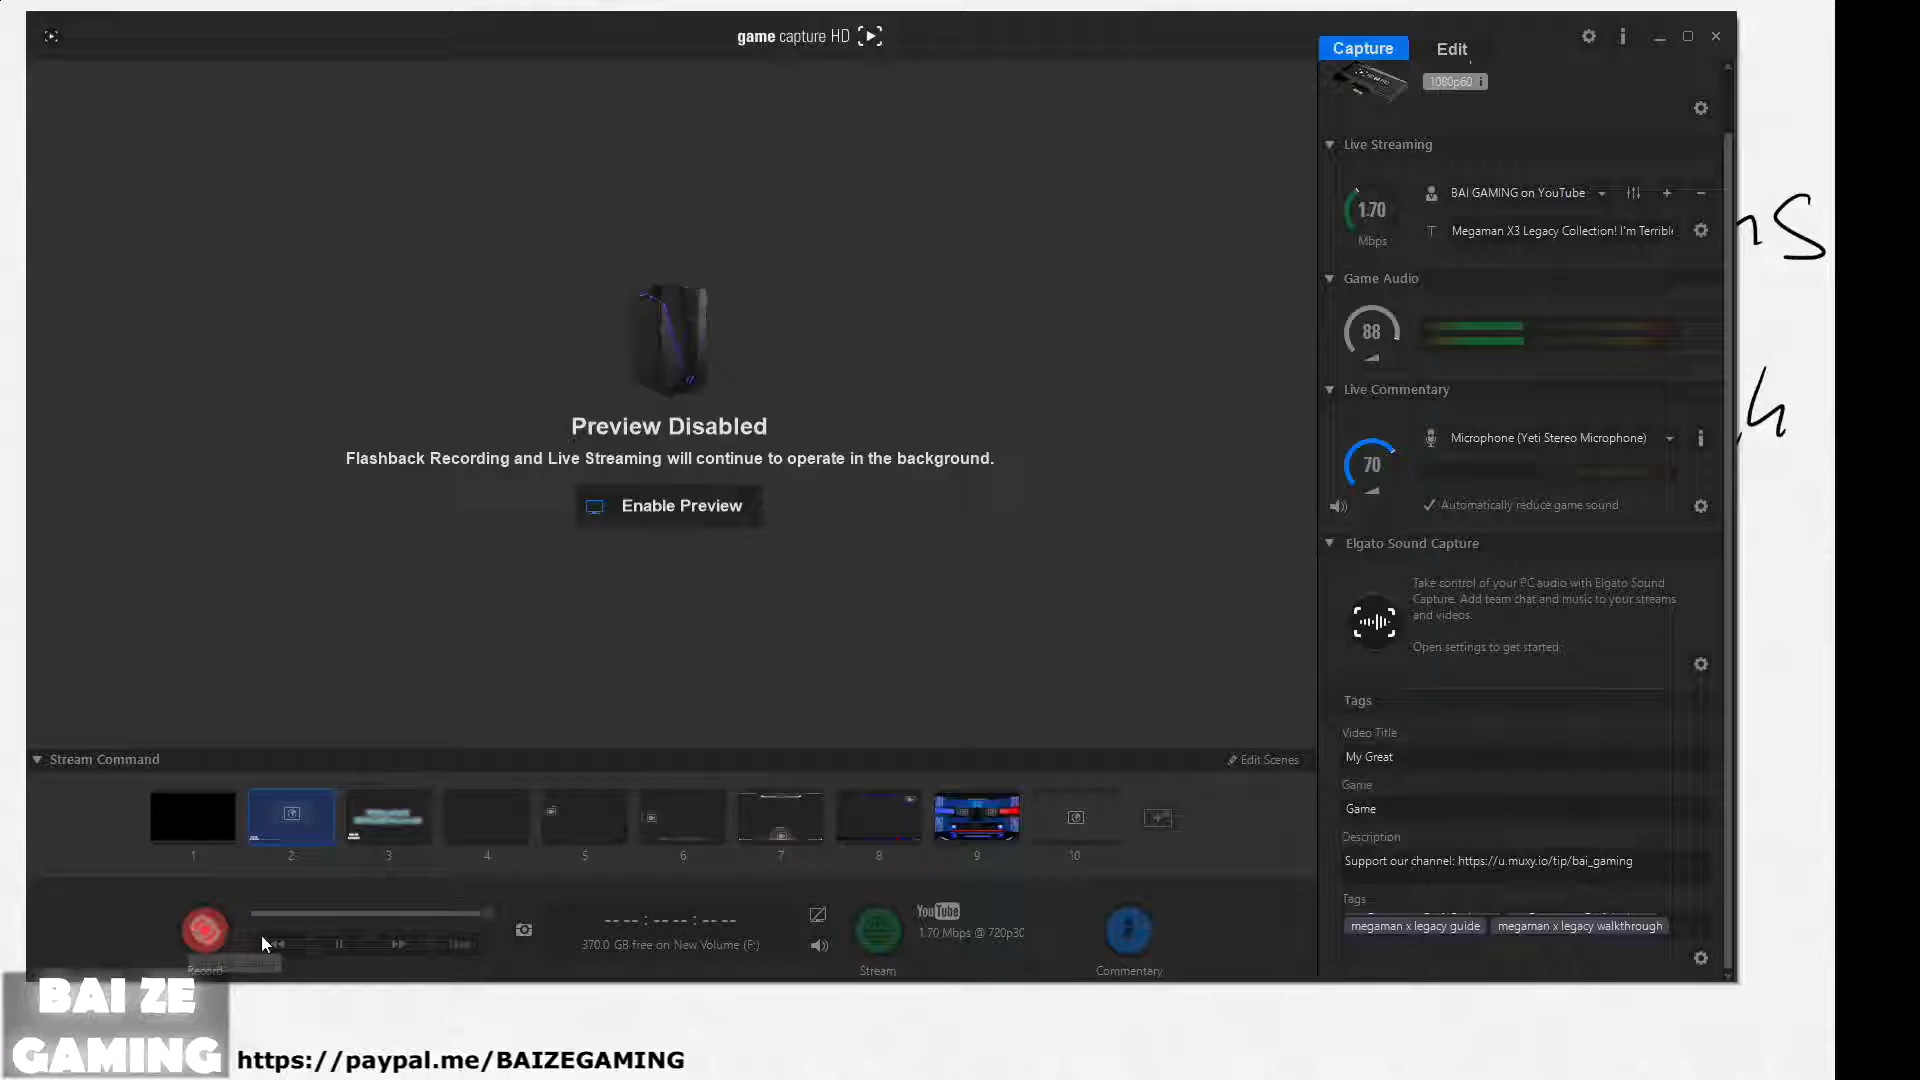 game capture HD
Capture
Edit
1080p60 i
Live Streaming
1.70
Mbps
BAI GAMING on YouTube
Megaman X3 Legacy Collection! I'm Terrible
Game Audio
88
Live Commentary
70
Microphone (Yeti Stereo Microphone)
Automatically reduce game sound
Elgato Sound Capture
Take control of your PC audio with Elgato Sound
Capture. Add team chat and music to your streams
and videos.
Open settings to get started
Tags
Video Title
My Great
Game
Game
Description
Support our channel: https://u.muxy.io/tip/bai_gaming
Tags
megaman x legacy guide
megaman x legacy walkthrough
Preview Disabled
Flashback Recording and Live Streaming will continue to operate in the background.
Enable Preview
Stream Command
Edit Scenes
1 2 3 4 5 6 7 8 9 10
Record
-- -- : -- -- : -- --
370.0 GB free on New Volume (F:)
YouTube
1.70 Mbps @ 720p30
Stream
Commentary
BAI ZE
GAMING
https://paypal.me/BAIZEGAMING